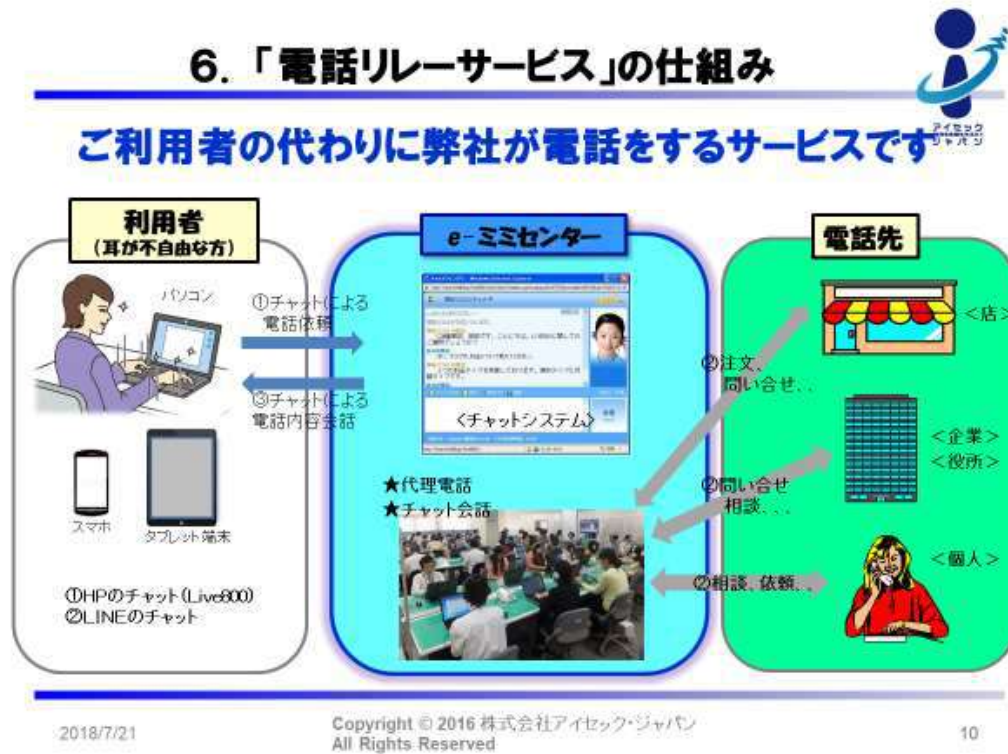 6. 「電話リレーサービス」の仕組み
アイセック
ジャパン
ご利用者の代わりに弊社が電話をするサービスです
利用者
(耳が不自由な方)
パソコン
スマホ
タブレット端末
①HPのチャット(Live800)
②LINEのチャット
①チャットによる
電話依頼
③チャットによる
電話内容会話
e-ミミセンター
<チャットシステム>
★代理電話
★チャット会話
電話先
②注文、
問い合せ. .
<店>
②問い合せ
相談. . .
<企業>
<役所>
②相談、依頼. .
<個人>
2018/7/21
Copyright © 2016 株式会社アイセック・ジャパン
All Rights Reserved
10